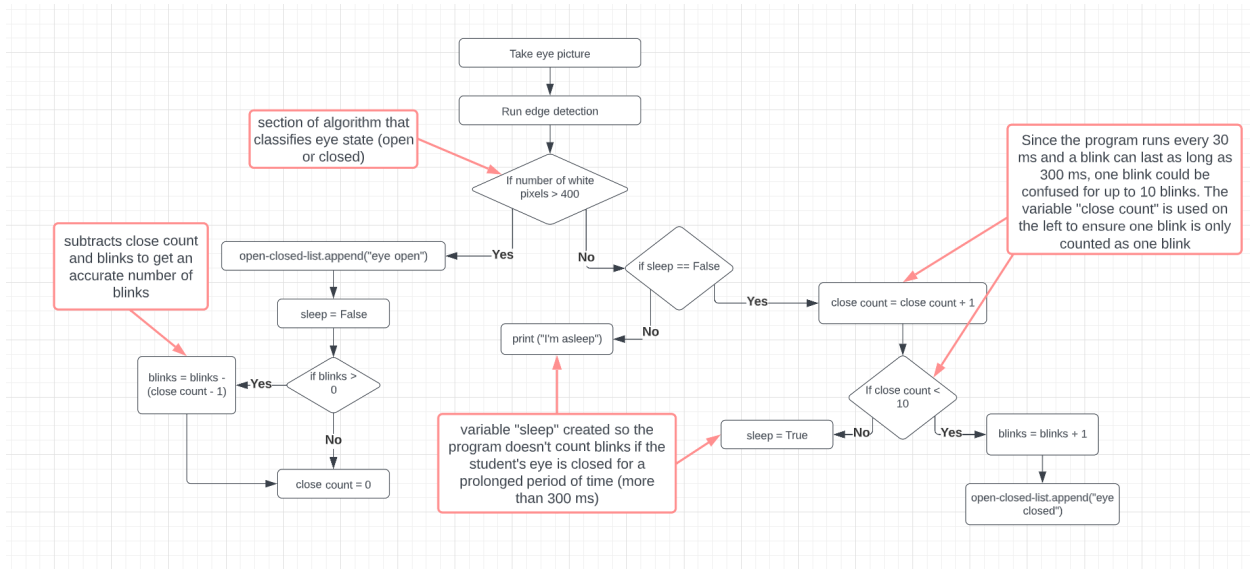 Take eye picture
Run edge detection
section of algorithm that
classifies eye state (open
or closed)
If number of white
pixels > 400
Since the program runs every 30
ms and a blink can last as long as
300 ms, one blink could be
confused for up to 10 blinks. The
variable "close count" is used on
the left to ensure one blink is only
counted as one blink
subtracts close count
and blinks to get an
accurate number of
blinks
open-closed-list.append("eye open")
Yes
No
if sleep == False
sleep = False
Yes
close count = close count + 1
No
print ("I'm asleep")
blinks = blinks -
(close count - 1)
Yes
if blinks >
0
If close count <
10
No
variable "sleep" created so the
program doesn't count blinks if the
student's eye is closed for a
prolonged period of time (more
than 300 ms)
sleep = True
No
Yes
blinks = blinks + 1
close count = 0
open-closed-list.append("eye
closed")